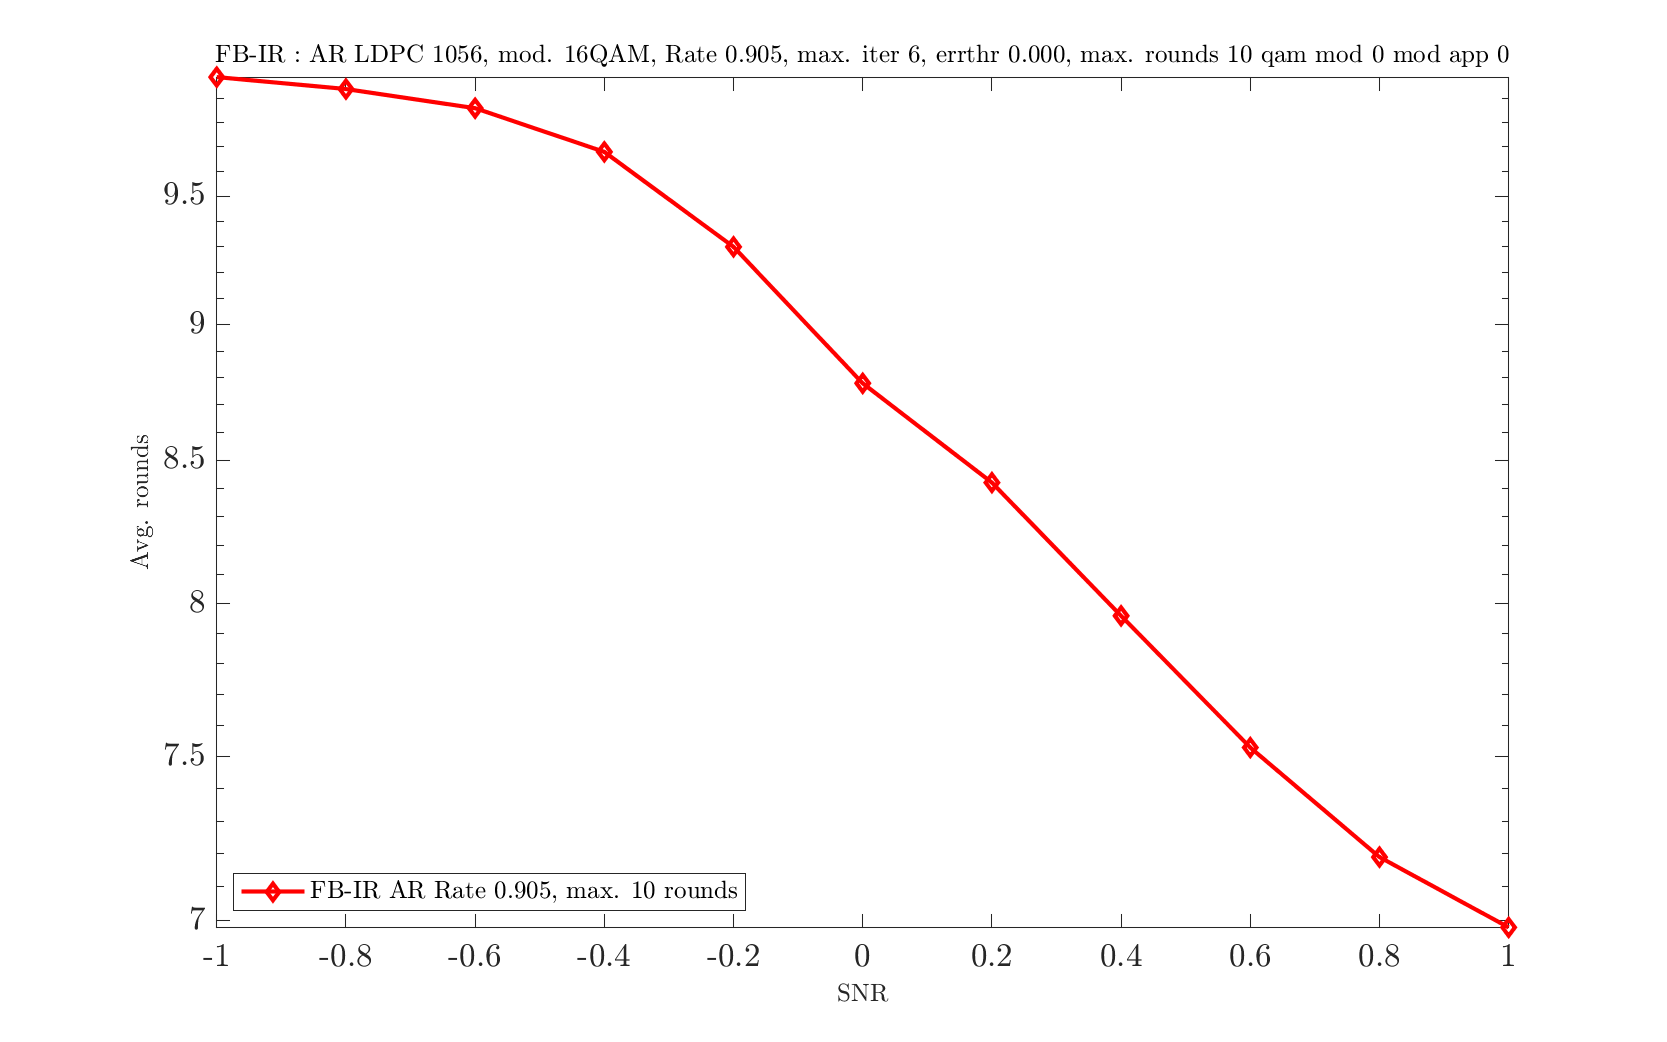 FB-IR : AR LDPC 1056, mod. 16QAM, Rate 0.905, max. iter 6, errthr 0.000, max. rounds 10 qam mod 0 mod app 0
9.5
9
8.5
8
7.5
7
Avg. rounds
FB-IR AR Rate 0.905, max. 10 rounds
-1 -0.8 -0.6 -0.4 -0.2 0 0.2 0.4 0.6 0.8 1
SNR